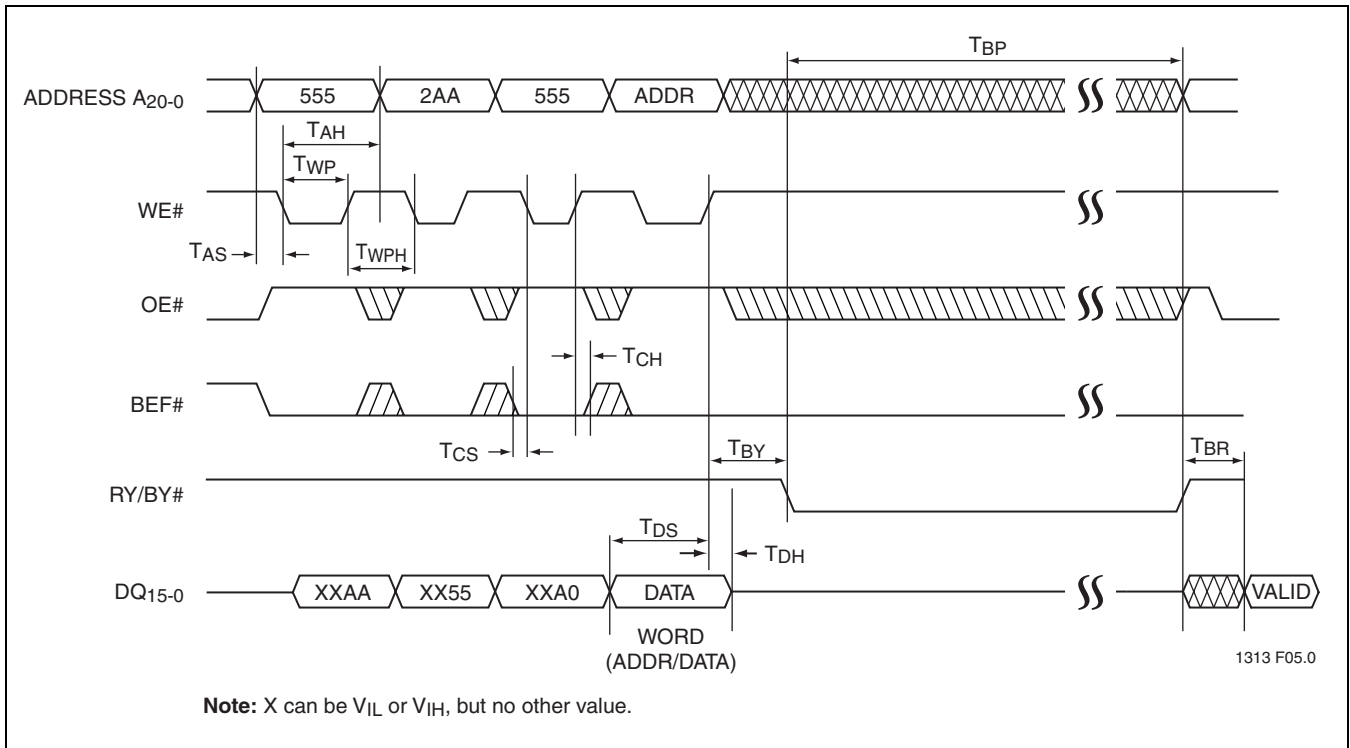 TBP
ADDRESS A20-0 555 2AA 555 ADDR
TAH
TWP
WE#
TAS TWPH
OE#
TCH
BEF#
TCS TBY TBR
RY/BY#
TDS
TDH
DQ15-0 XXAA XX55 XXA0 DATA VALID
WORD
(ADDR/DATA)
1313 F05.0
Note: X can be VIL or VIH, but no other value.